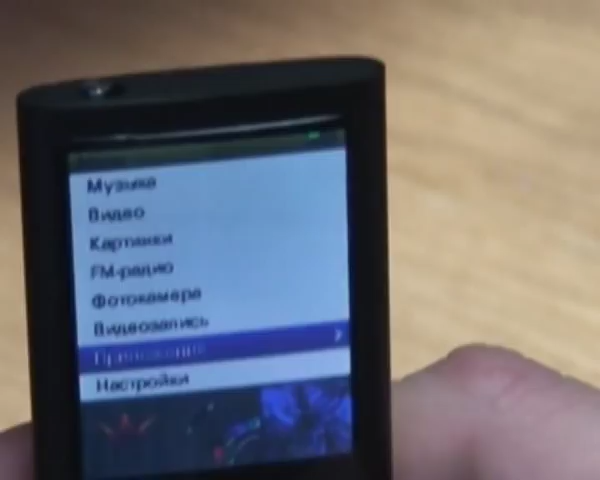 Музыка
Видео
Картинки
FM-радио
Фотокамера
Видеозапись
Настройки